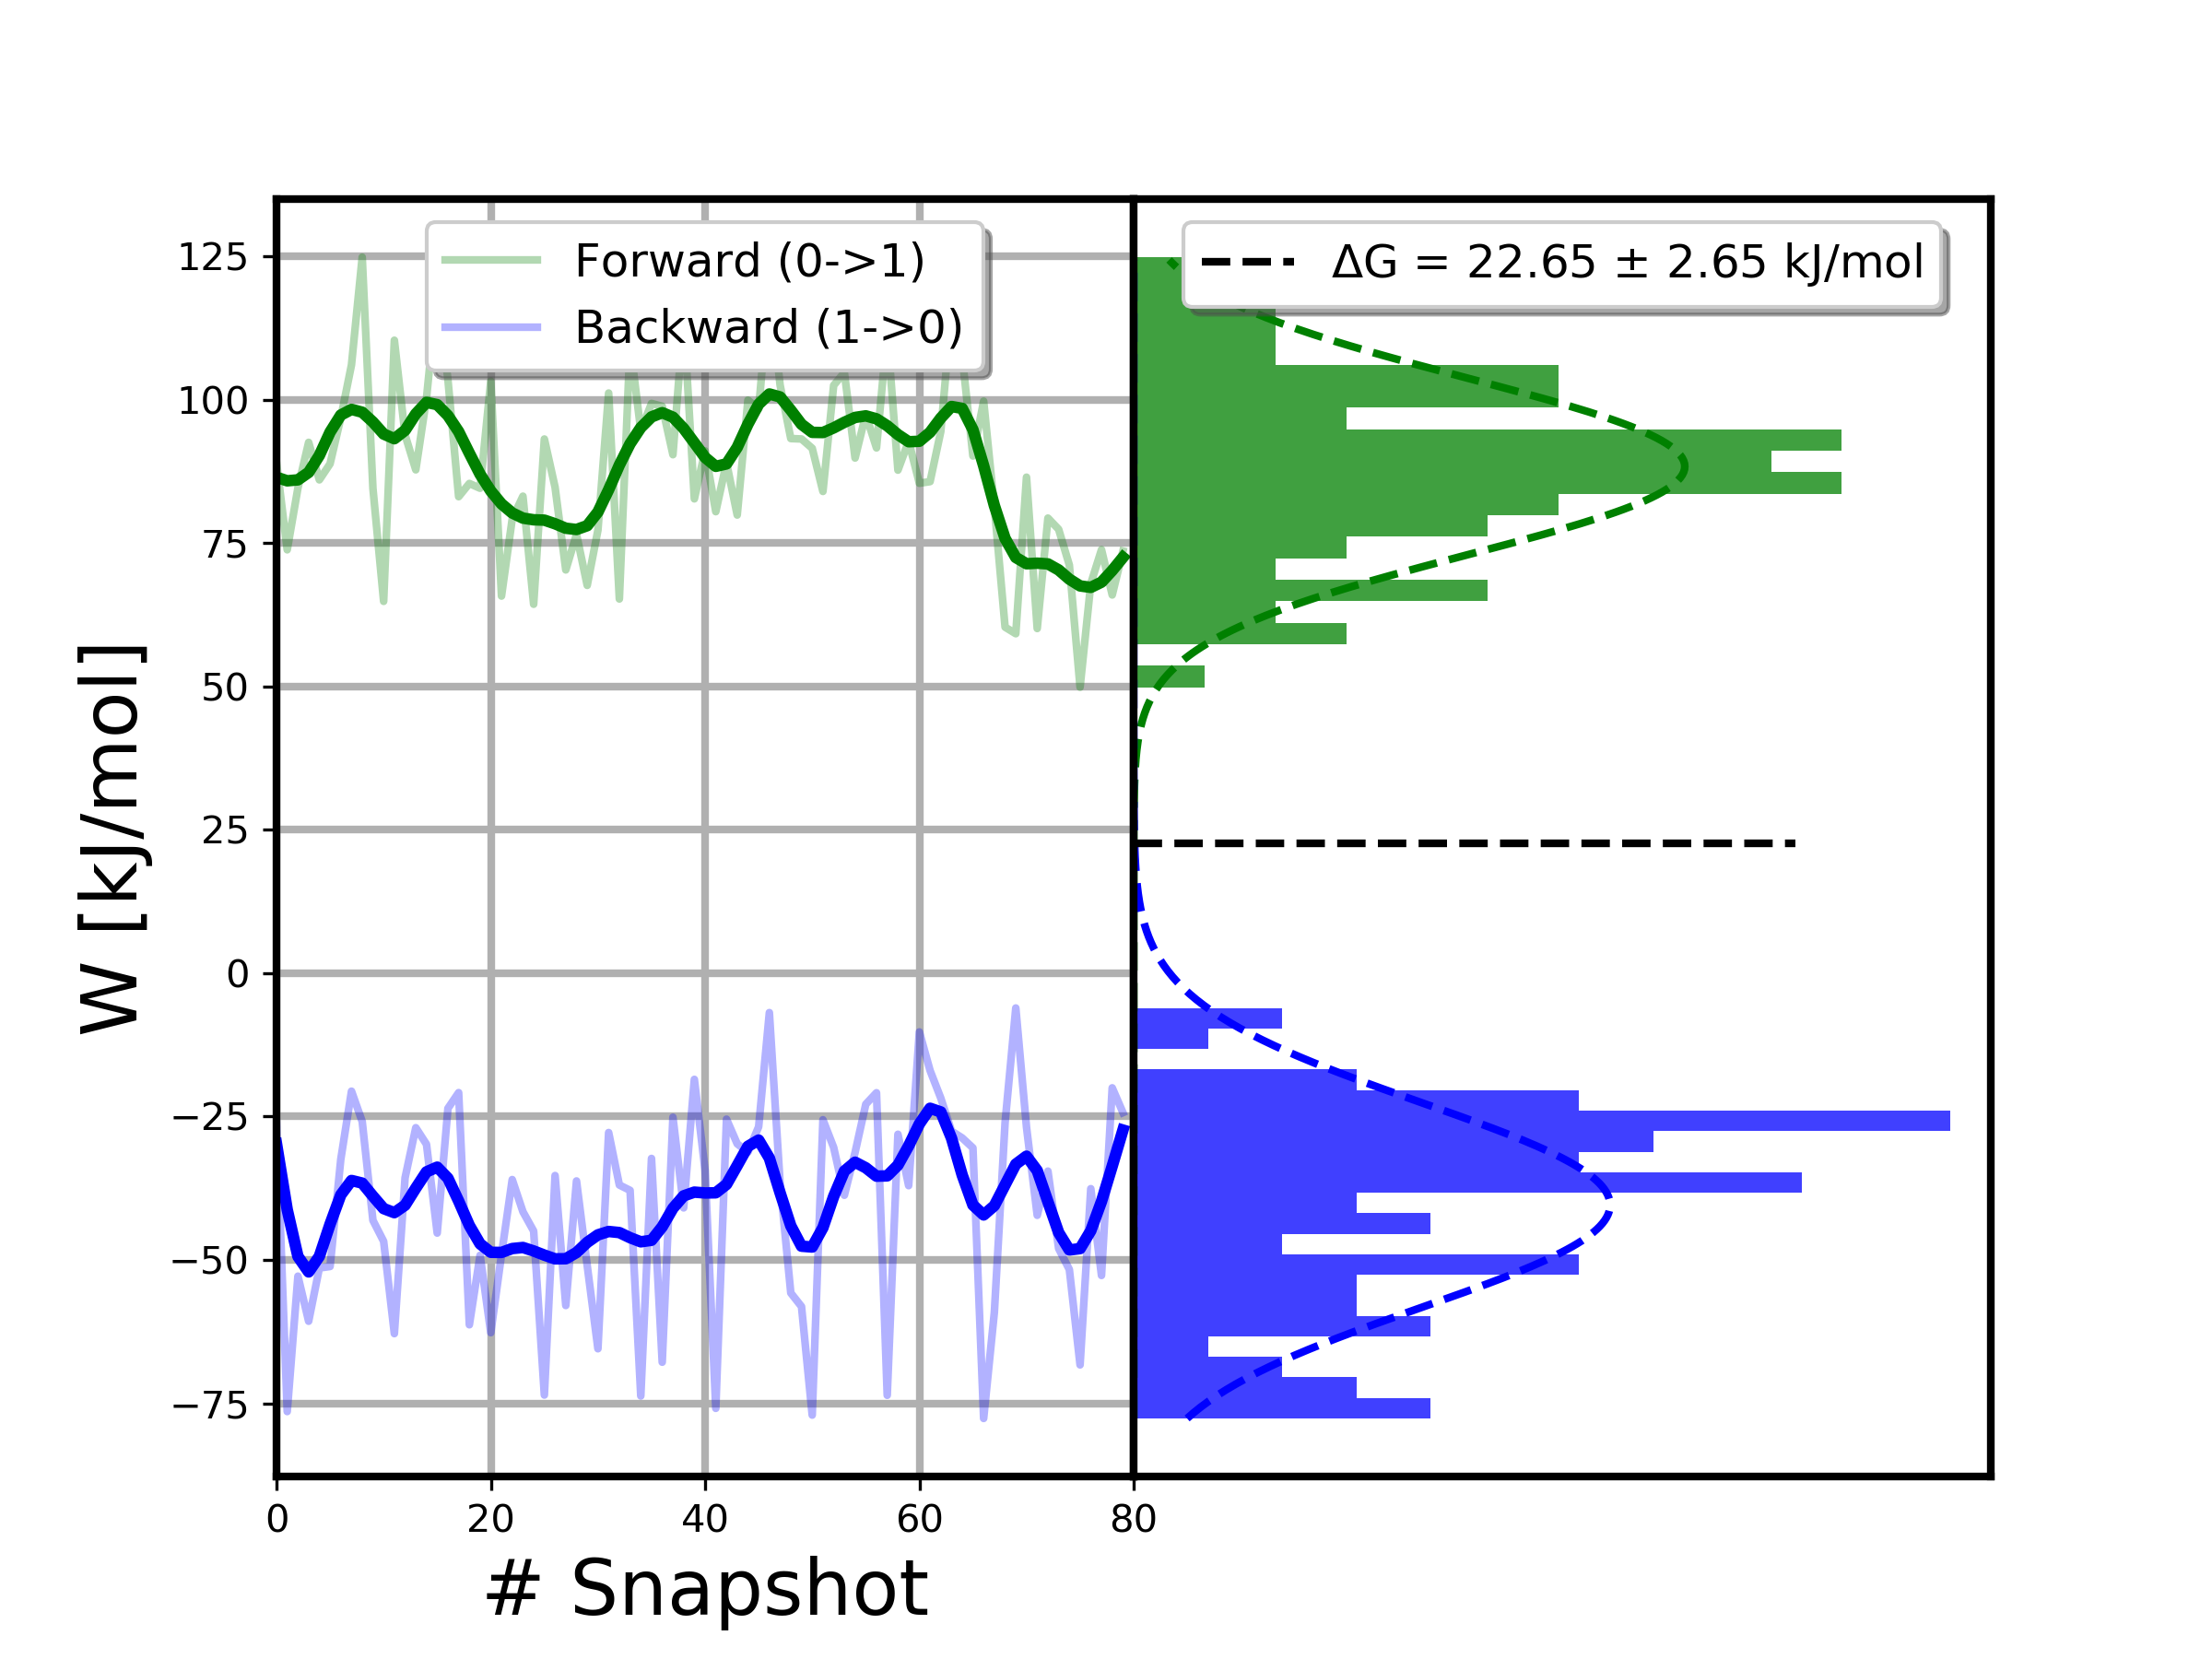 Forward (0->1)
Backward (1->0)
ΔG = 22.65 ± 2.65 kJ/mol
125
100
75
50
25
0
−25
−50
−75
W [kJ/mol]
0 20 40 60 80
# Snapshot